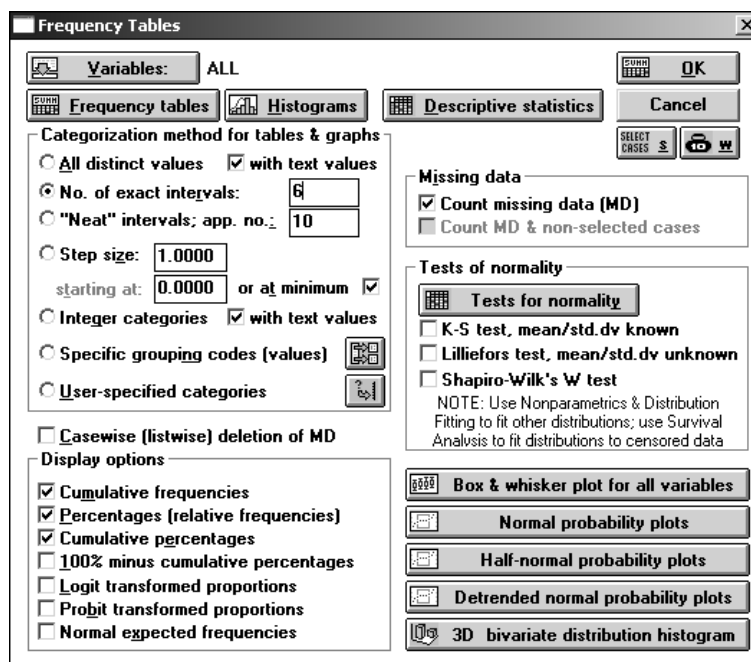 Frequency Tables
Variables: ALL
Frequency tables Histograms Descriptive statistics
OK
Cancel
SELECT CASES S W
Categorization method for tables & graphs
All distinct values with text values
No. of exact intervals: 6
"Neat" intervals; app. no.: 10
Step size: 1.0000
starting at: 0.0000 or at minimum
Integer categories with text values
Specific grouping codes (values)
User-specified categories
Casewise (listwise) deletion of MD
Display options
Cumulative frequencies
Percentages (relative frequencies)
Cumulative percentages
100% minus cumulative percentages
Logit transformed proportions
Probit transformed proportions
Normal expected frequencies
Missing data
Count missing data (MD)
Count MD & non-selected cases
Tests of normality
Tests for normality
K-S test, mean/std.dv known
Lilliefors test, mean/std.dv unknown
Shapiro-Wilk's W test
NOTE: Use Nonparametrics & Distribution
Fitting to fit other distributions; use Survival
Analysis to fit distributions to censored data
Box & whisker plot for all variables
Normal probability plots
Half-normal probability plots
Detrended normal probability plots
3D bivariate distribution histogram